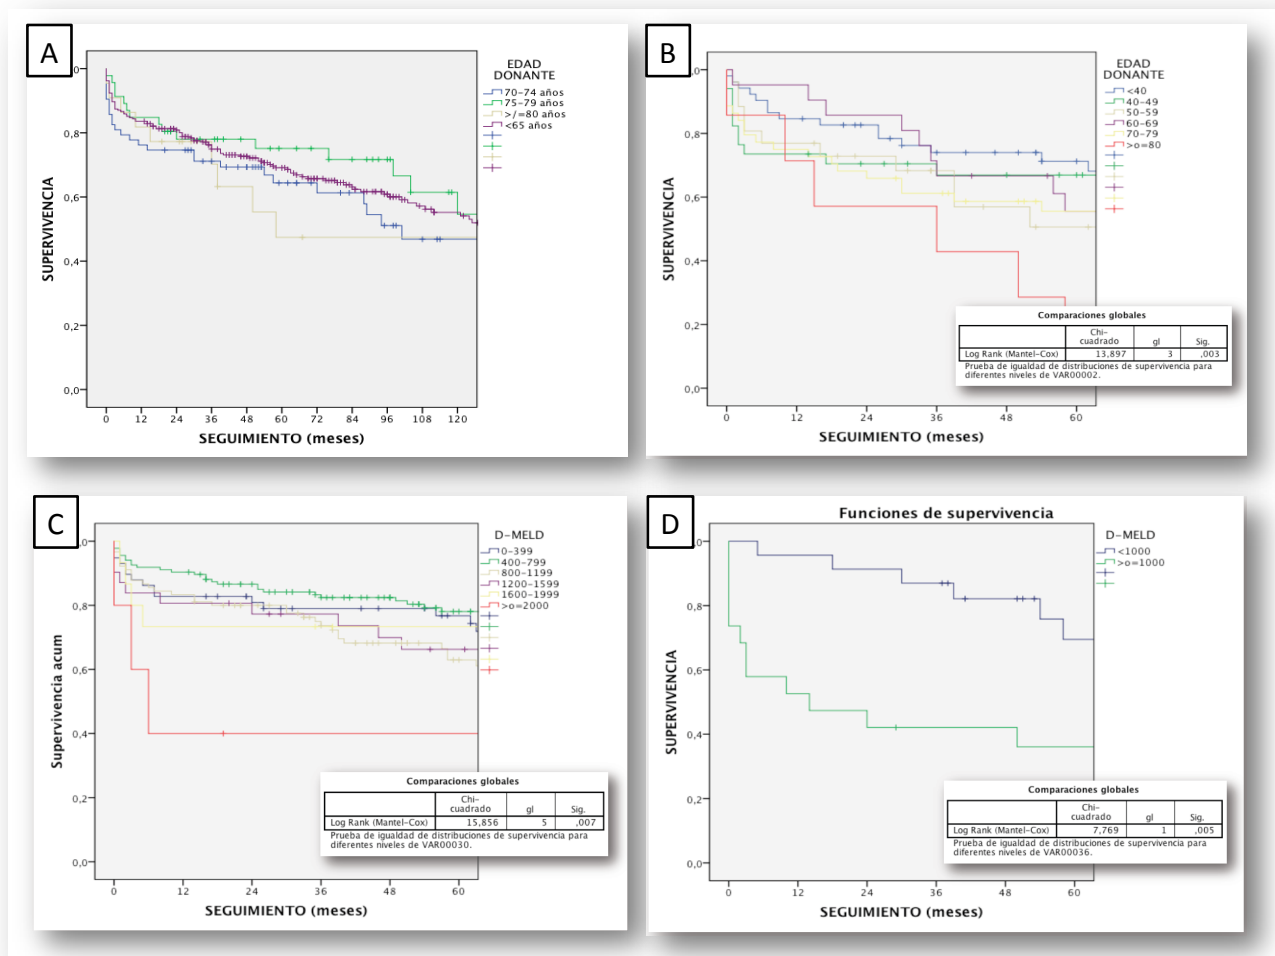 A
EDAD
DONANTE
70-74 años
75-79 años
>/=80 años
<65 años
,0
0,8
0,6
0,4
0,2
0,0
SUPERVIVENCIA
0 12 24 36 48 60 72 84 96 108 120
SEGUIMIENTO (meses)
B
EDAD
DONANTE
<40
40-49
50-59
60-69
70-79
>o=80
,0
0,8
0,6
0,4
0,2
0,0
SUPERVIVENCIA
0 12 24 36 48 60
SEGUIMIENTO (meses)
Comparaciones globales
Chi-
cuadrado gl Sig.
Log Rank (Mantel-Cox) 13,897 3 ,003
Prueba de igualdad de distribuciones de supervivencia para
diferentes niveles de VAR00002.
C
D-MELD
0-399
400-799
800-1199
1200-1599
1600-1999
>o=2000
,0
0,8
0,6
0,4
0,2
0,0
Supervivencia acum
0 12 24 36 48 60
SEGUIMIENTO (meses)
Comparaciones globales
Chi-
cuadrado gl Sig.
Log Rank (Mantel-Cox) 15,856 5 ,007
Prueba de igualdad de distribuciones de supervivencia para
diferentes niveles de VAR00030.
D
Funciones de supervivencia
D-MELD
<1000
>o=1000
,0
0,8
0,6
0,4
0,2
0,0
SUPERVIVENCIA
0 12 24 36 48 60
SEGUIMIENTO (meses)
Comparaciones globales
Chi-
cuadrado gl Sig.
Log Rank (Mantel-Cox) 7,769 1 ,005
Prueba de igualdad de distribuciones de supervivencia para
diferentes niveles de VAR00036.